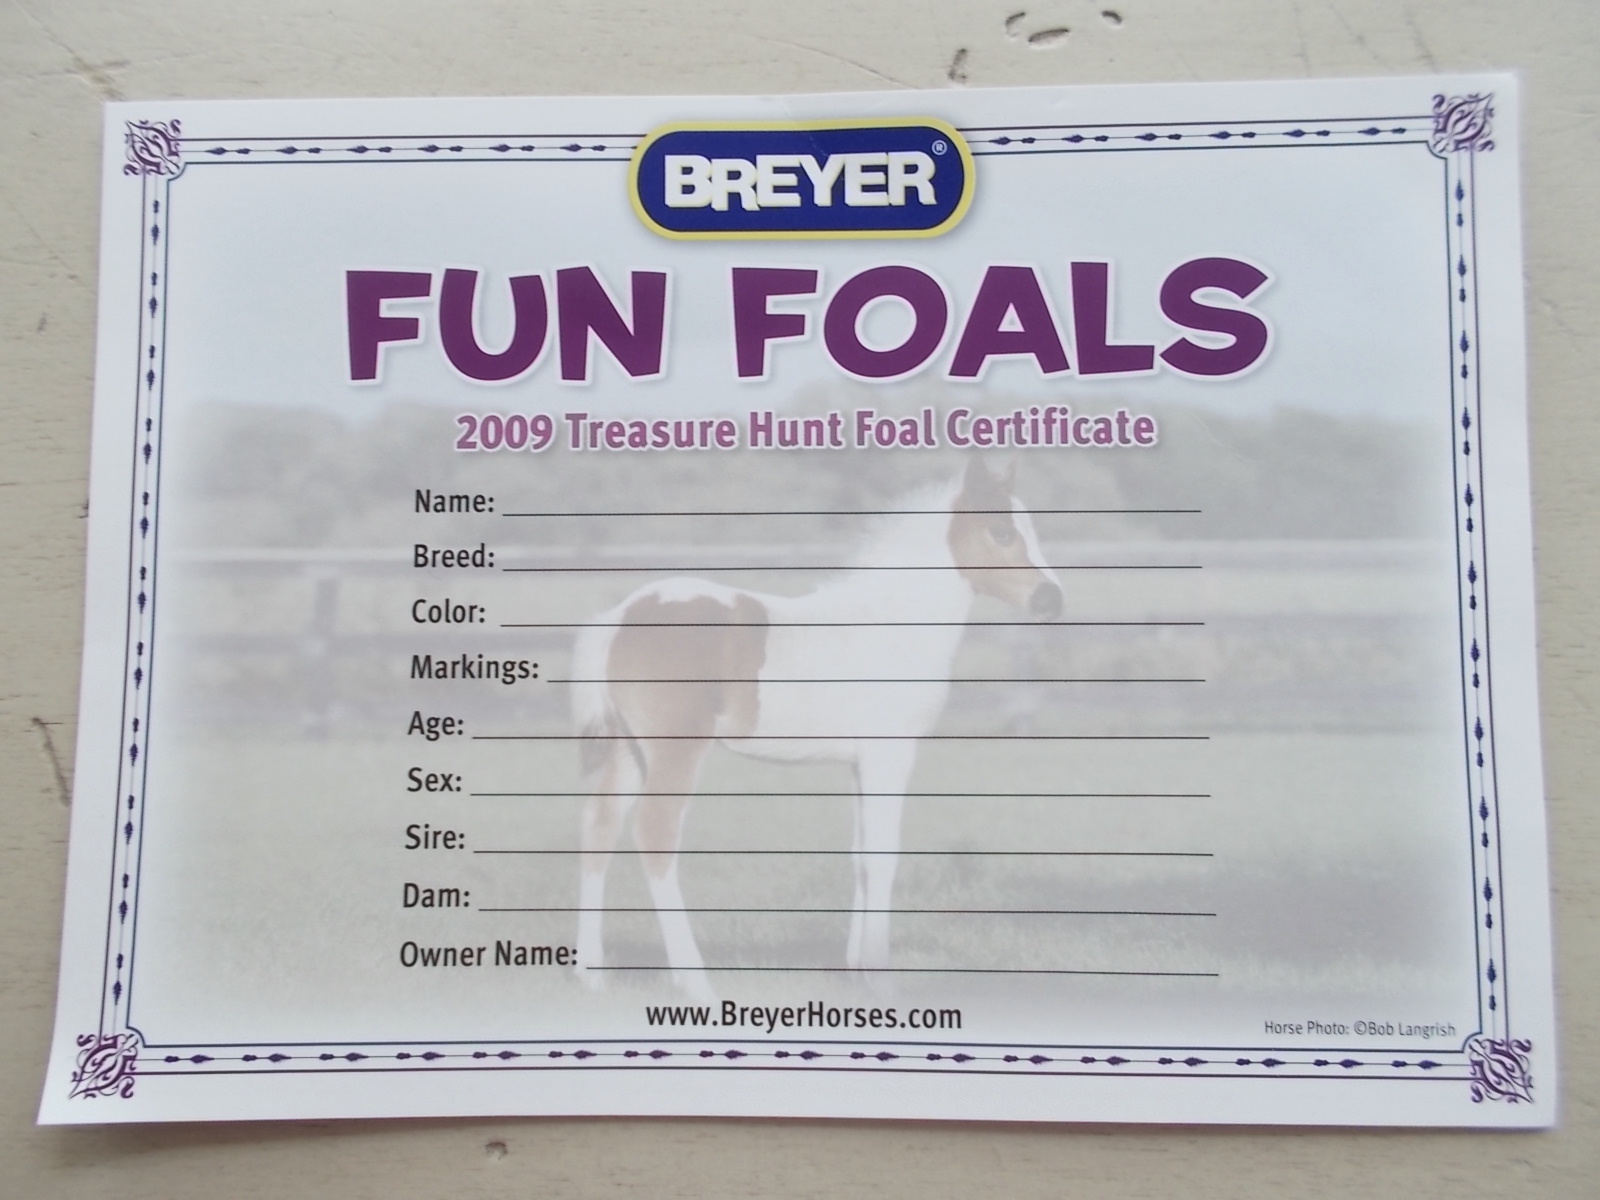 BREYER®
FUN FOALS
2009 Treasure Hunt Foal Certificate
Name:
Breed:
Color:
Markings:
Age:
Sex:
Sire:
Dam:
Owner Name:
www.BreyerHorses.com
Horse Photo: ©Bob Langrish